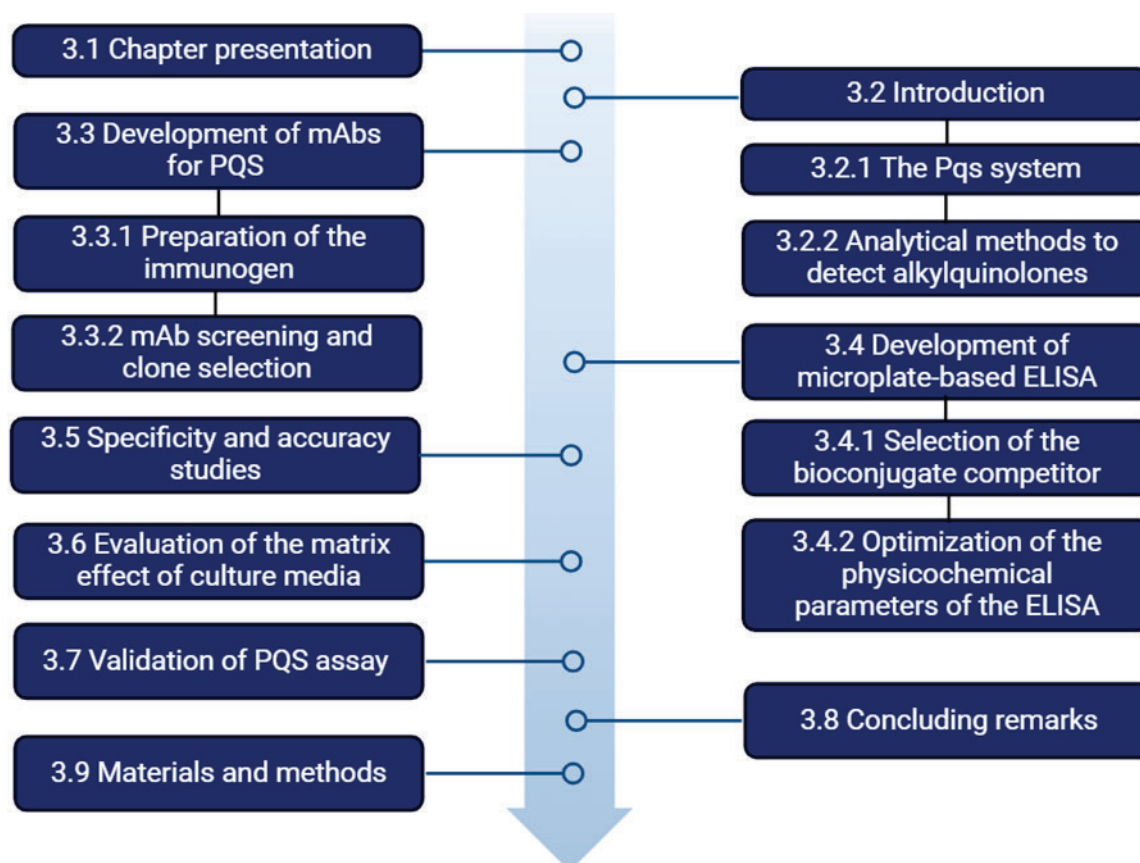 3.1 Chapter presentation
3.2 Introduction
3.2.1 The Pqs system
3.2.2 Analytical methods to
detect alkylquinolones
3.3 Development of mAbs
for PQS
3.3.1 Preparation of the
immunogen
3.3.2 mAb screening and
clone selection
3.4 Development of
microplate-based ELISA
3.4.1 Selection of the
bioconjugate competitor
3.4.2 Optimization of the
physicochemical
parameters of the ELISA
3.5 Specificity and accuracy
studies
3.6 Evaluation of the matrix
effect of culture media
3.7 Validation of PQS assay
3.8 Concluding remarks
3.9 Materials and methods